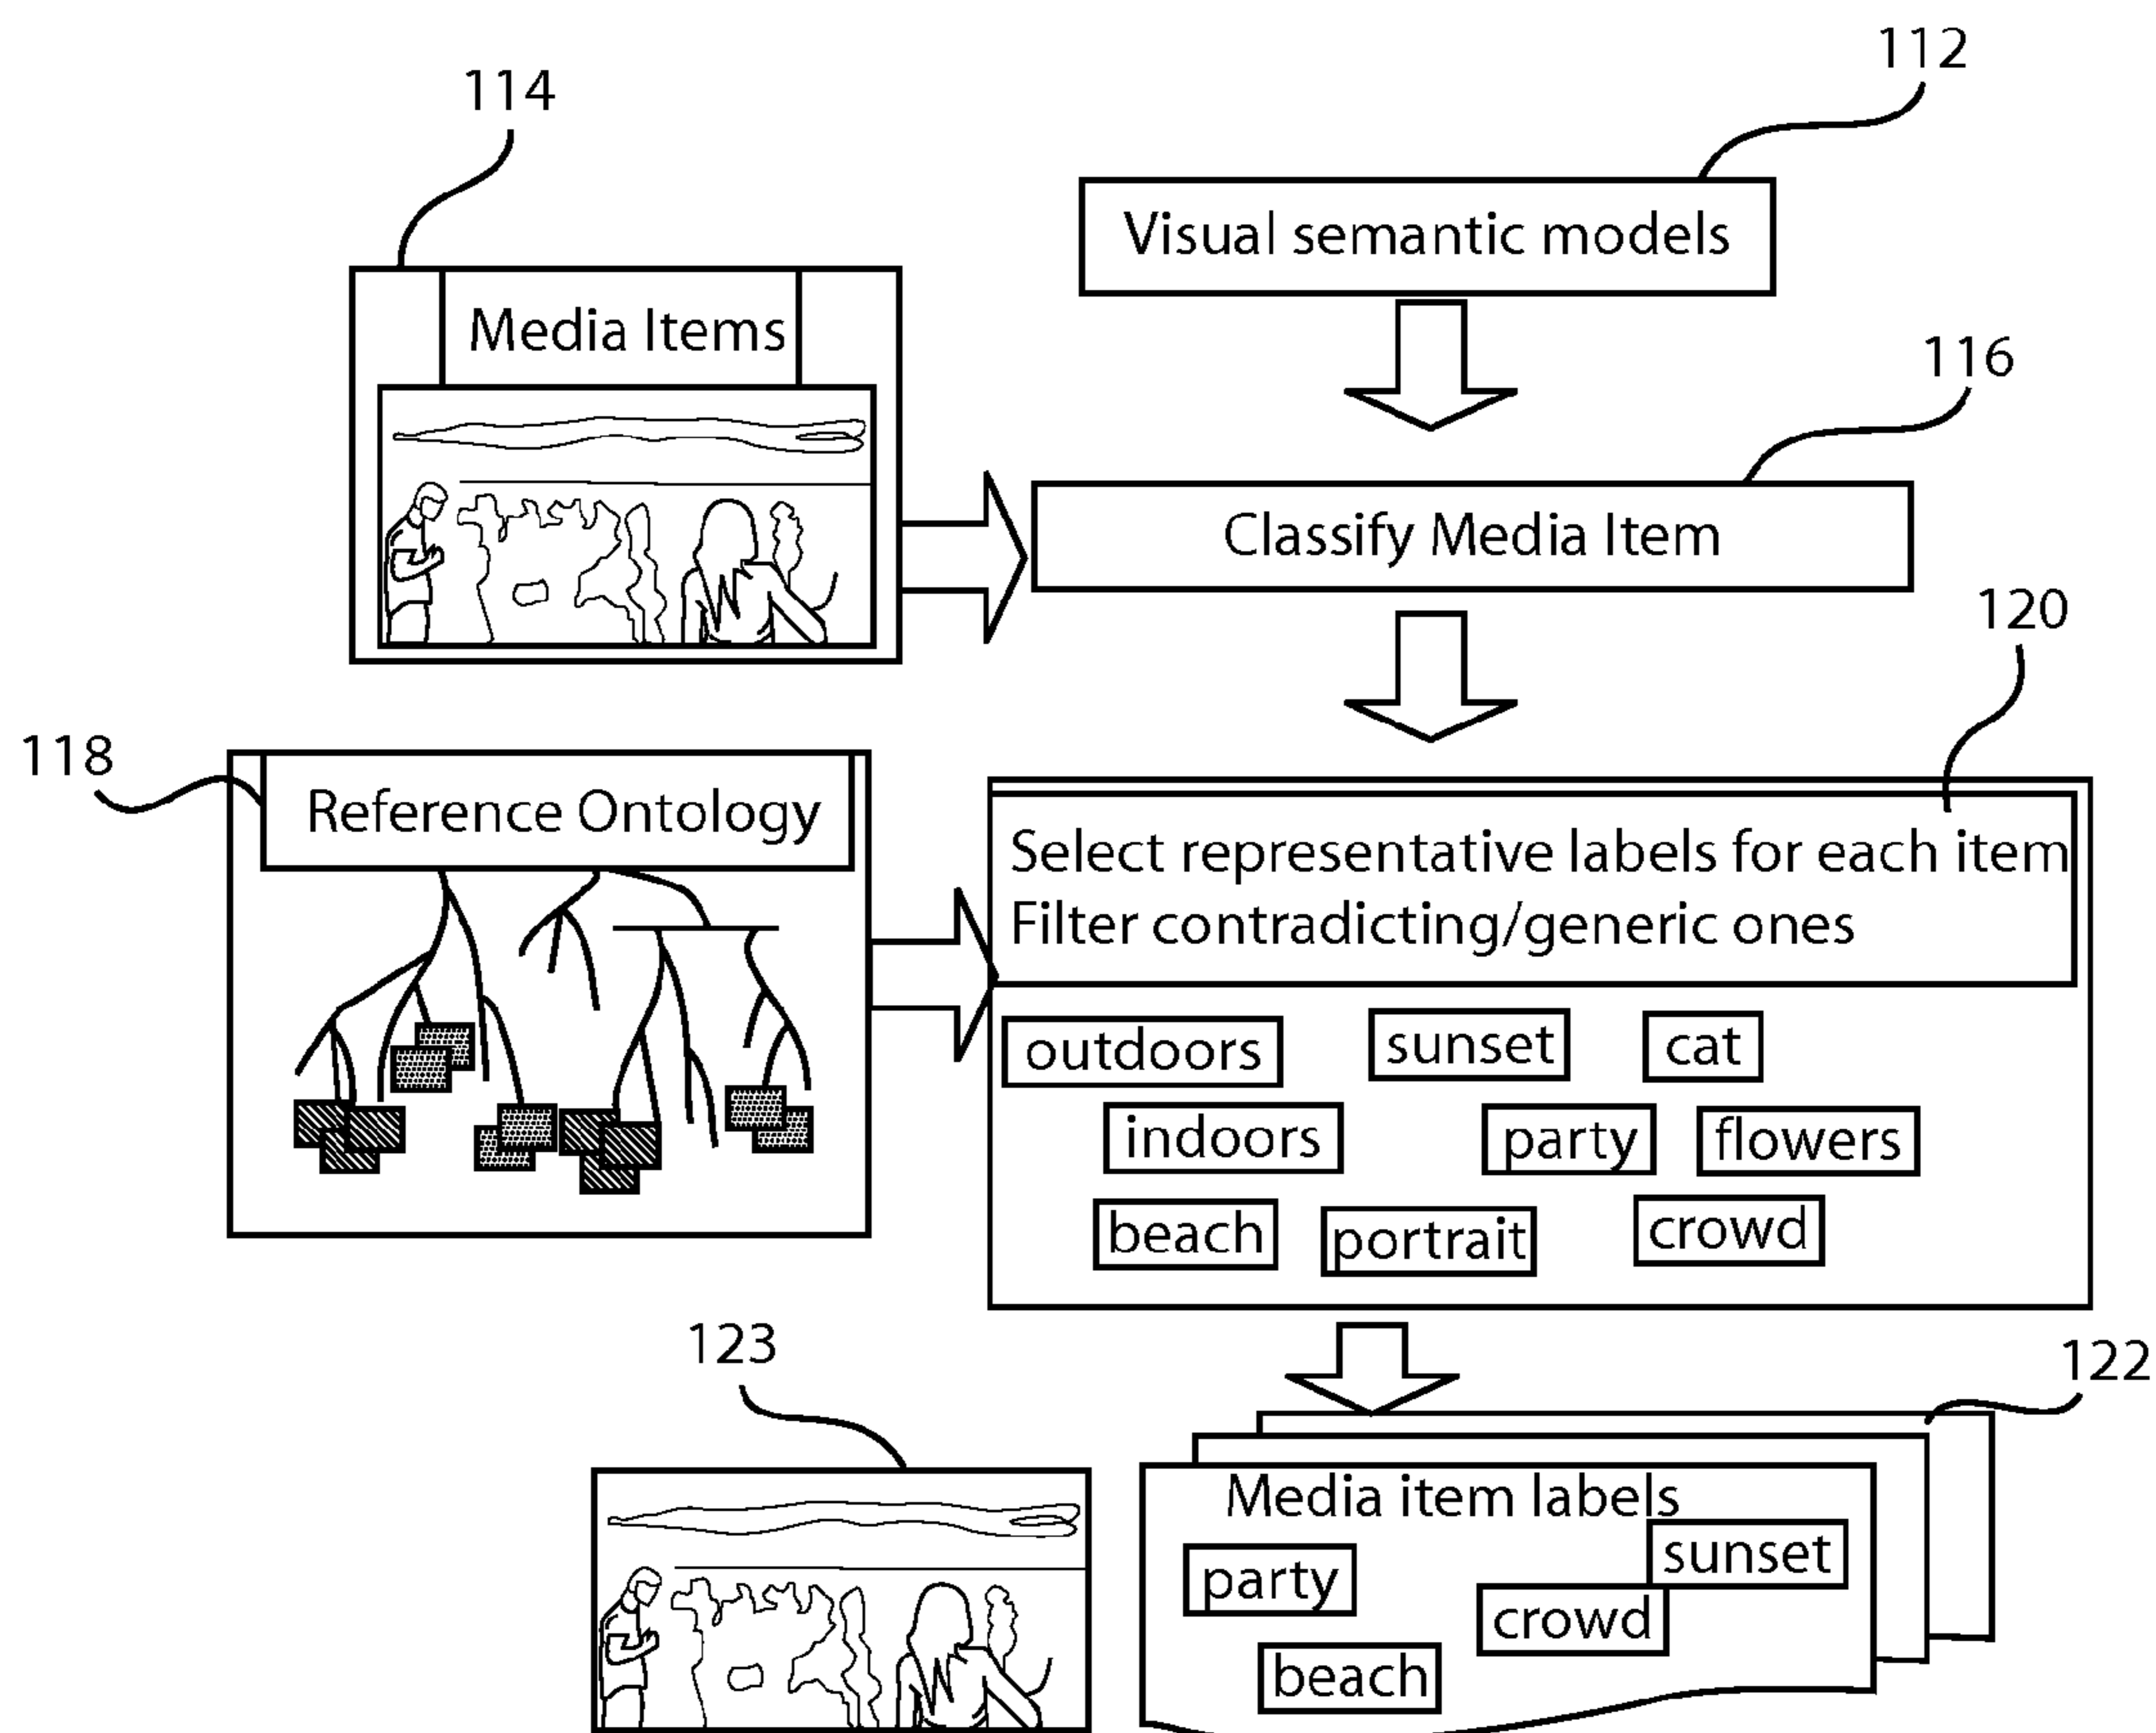 112
114
Visual semantic models
Media Items
116
Classify Media Item
120
118
Reference Ontology
Select representative labels for each item
Filter contradicting/generic ones
outdoors
sunset
cat
indoors
party
flowers
beach
portrait
crowd
123
122
Media item labels
sunset
party
crowd
beach